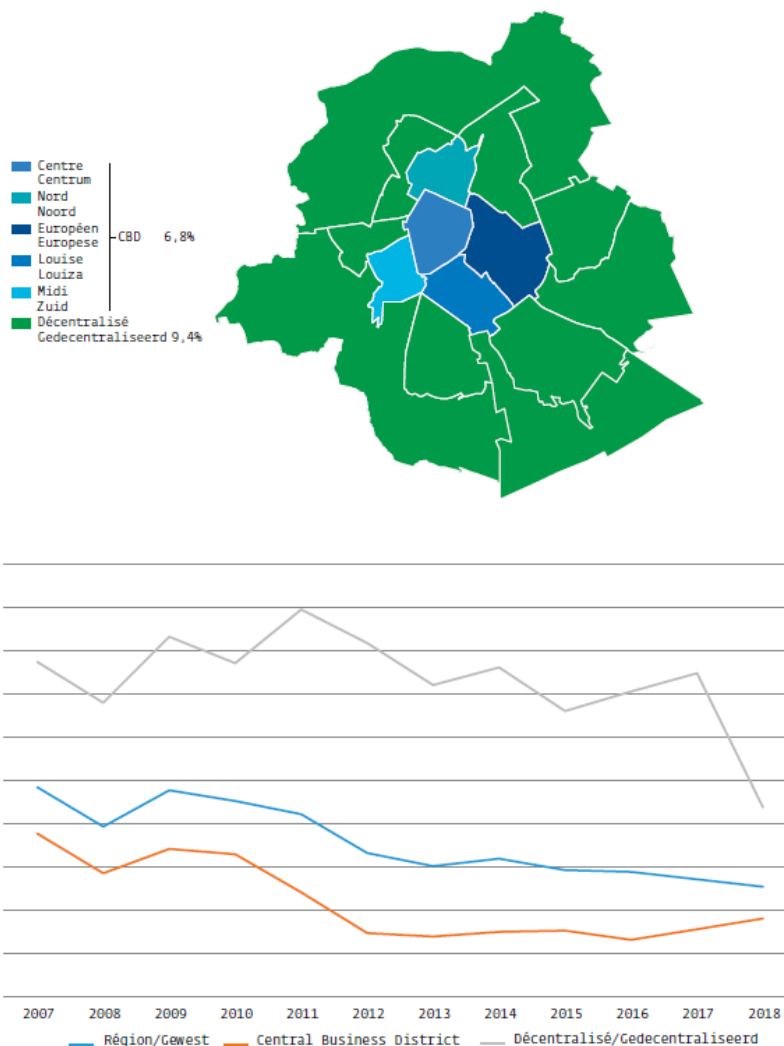 Centre
Centrum
Nord
Noord
Européen
Europese
CBD 6,8%
Louise
Louiza
Midi
Zuid
Décentralisé
Gedecentraliseerd 9,4%
2007 2008 2009 2010 2011 2012 2013 2014 2015 2016 2017 2018
Région/Gewest Central Business District Décentralisé/Gedecentraliseerd